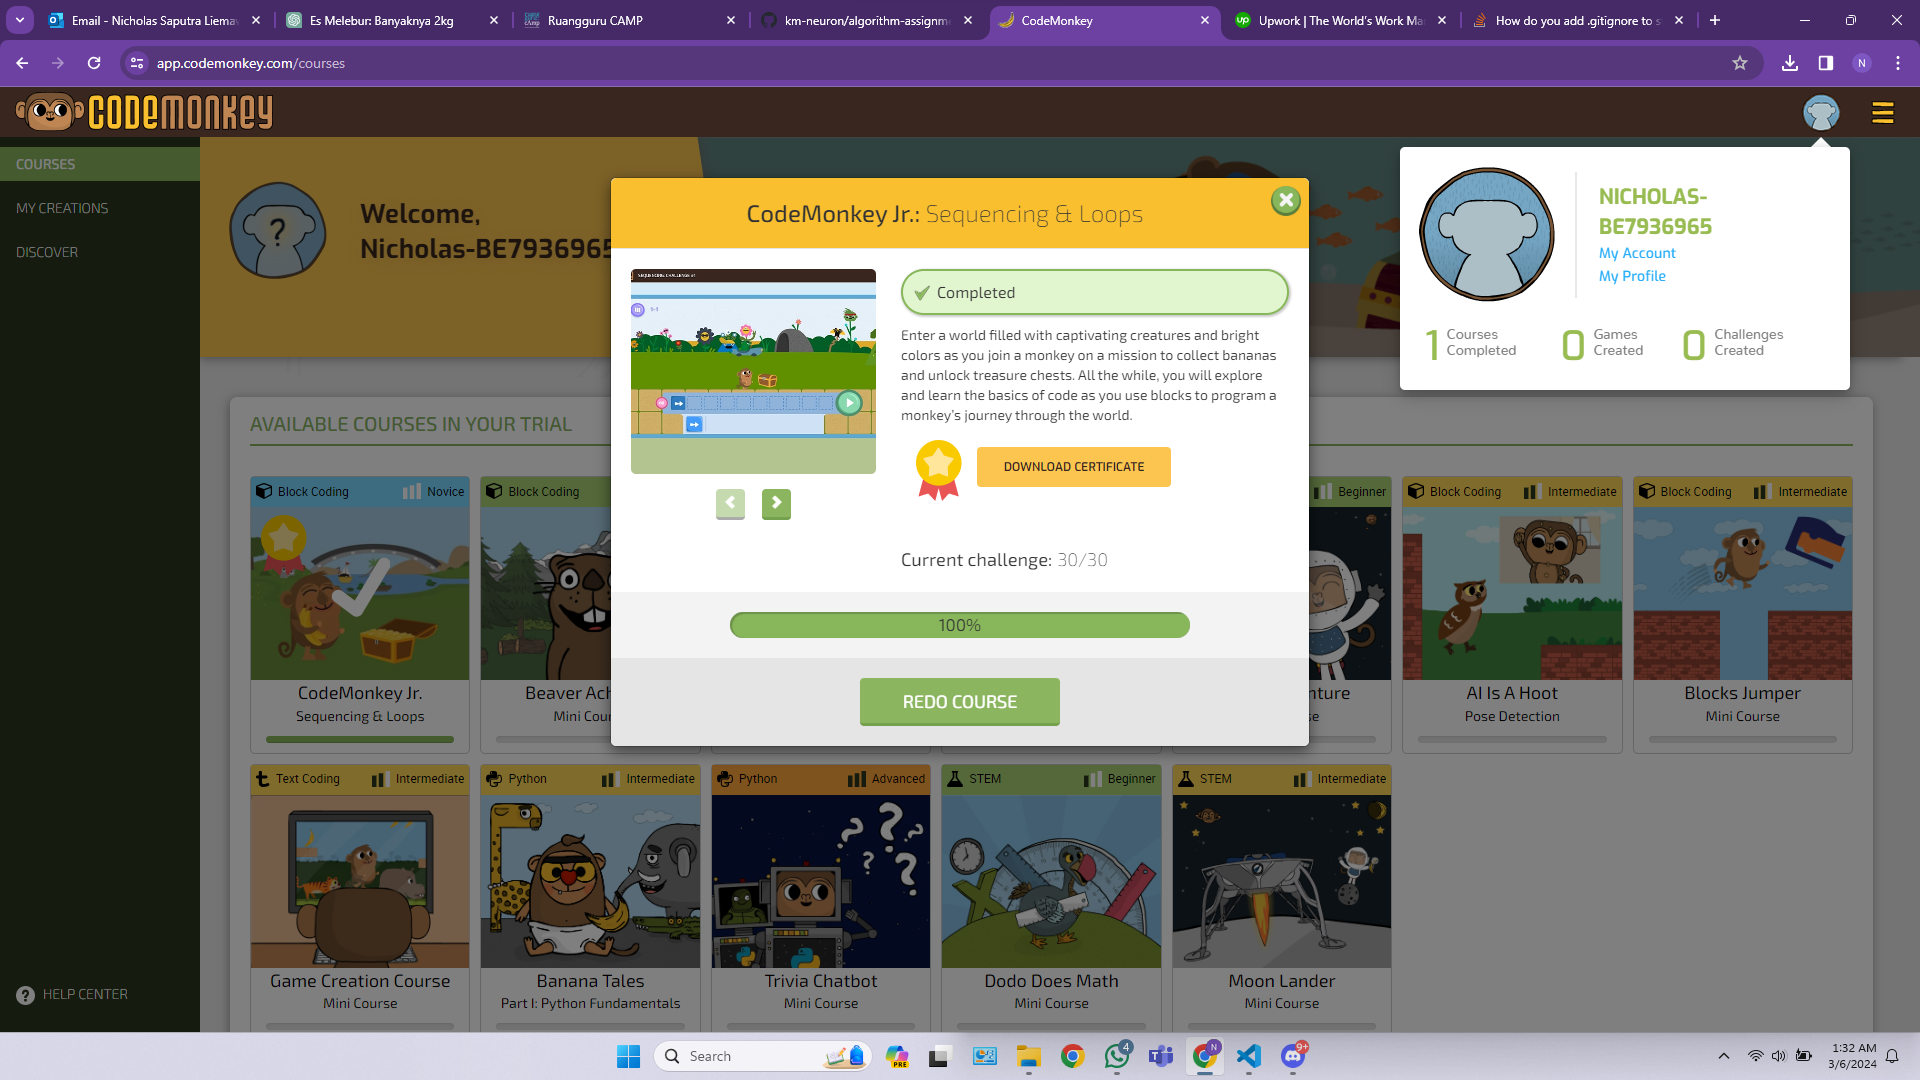 Email - Nicholas Saputra Liemaw
Es Melebur: Banyaknya 2kg
Ruangguru CAMP
km-neuron/algorithm-assignme
CodeMonkey
Upwork | The World's Work Ma
How do you add .gitignore to s
app.codemonkey.com/courses
N
CODEMONKEY
COURSES
MY CREATIONS
DISCOVER
HELP CENTER
Welcome,
Nicholas-BE7936965
NICHOLAS-
BE7936965
My Account
My Profile
1 Courses Completed
0 Games Created
0 Challenges Created
CodeMonkey Jr.: Sequencing & Loops
Completed
Enter a world filled with captivating creatures and bright
colors as you join a monkey on a mission to collect bananas
and unlock treasure chests. All the while, you will explore
and learn the basics of code as you use blocks to program a
monkey's journey through the world.
DOWNLOAD CERTIFICATE
Current challenge: 30/30
100%
REDO COURSE
AVAILABLE COURSES IN YOUR TRIAL
Block Coding Novice
CodeMonkey Jr.
Sequencing & Loops
Block Coding
Beaver Ach
Mini Cou
Beginner
nture
se
Block Coding Intermediate
AI Is A Hoot
Pose Detection
Block Coding Intermediate
Blocks Jumper
Mini Course
Text Coding Intermediate
Game Creation Course
Mini Course
Python Intermediate
Banana Tales
Part I: Python Fundamentals
Python Advanced
Trivia Chatbot
Mini Course
STEM Beginner
Dodo Does Math
Mini Course
STEM Intermediate
Moon Lander
Mini Course
Search
PRE
4
N
9+
1:32 AM
3/6/2024